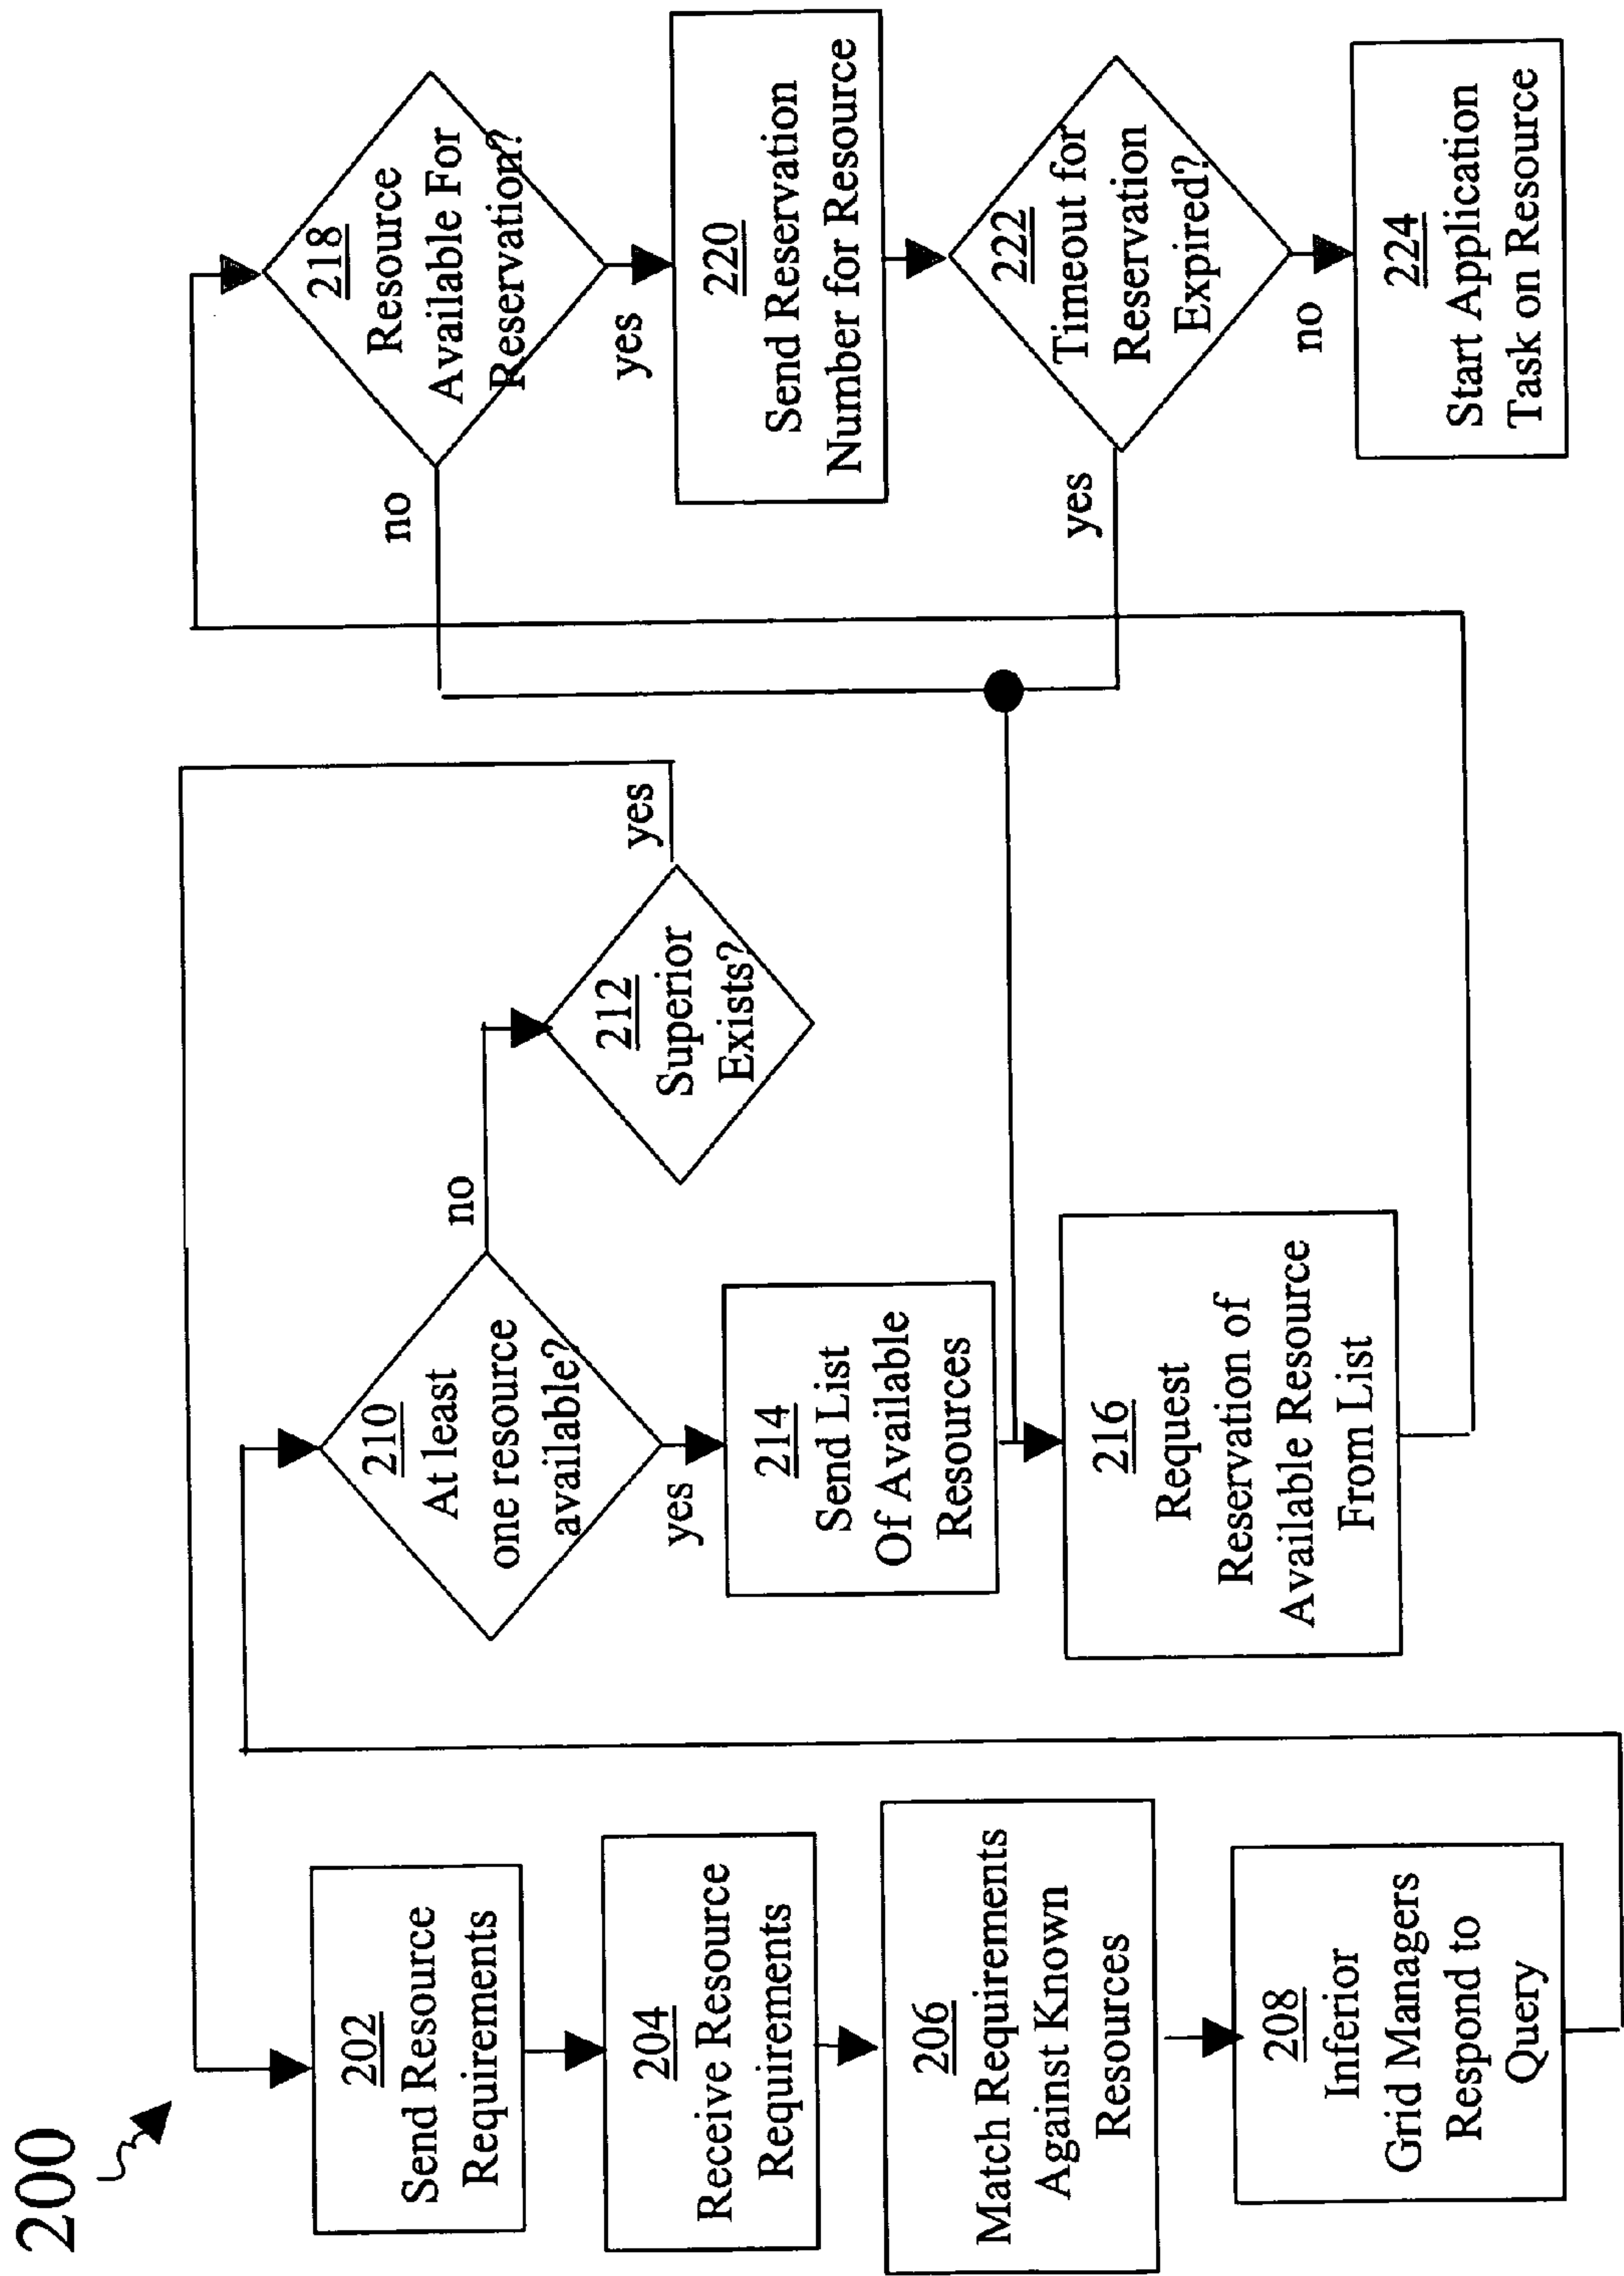 200
202
Send Resource
Requirements
204
Receive Resource
Requirements
206
Match Requirements
Against Known
Resources
208
Inferior
Grid Managers
Respond to
Query
210
At least
one resource
available?
no
yes
212
Superior
Exists?
yes
214
Send List
Of Available
Resources
216
Request
Reservation of
Available Resource
From List
218
Resource
Available For
Reservation?
no
yes
220
Send Reservation
Number for Resource
222
Timeout for
Reservation
Expired?
yes
no
224
Start Application
Task on Resource